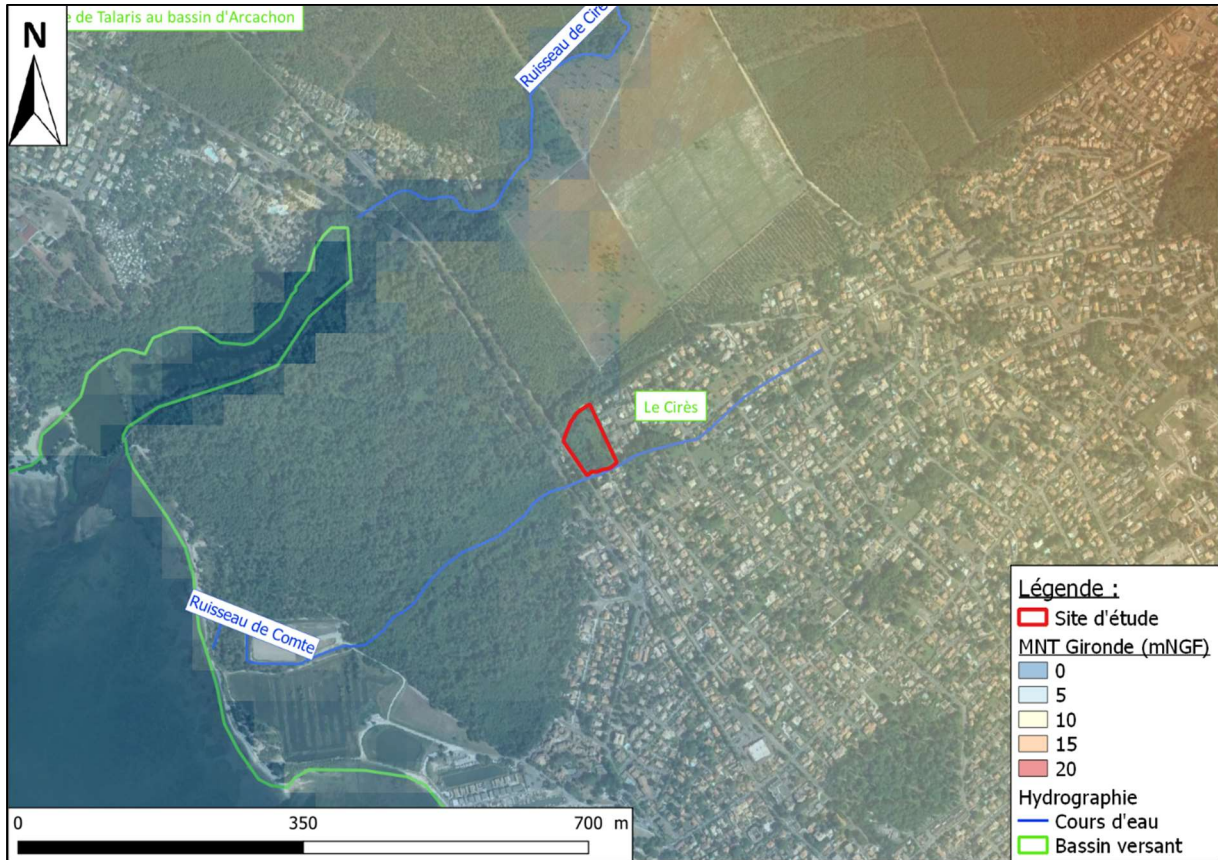 de Talaris au bassin d'Arcachon
N
Ruisseau de Cirè
Le Cirès
Ruisseau de Comte
Légende :
Site d'étude
MNT Gironde (mNGF)
0
5
10
15
20
Hydrographie
Cours d'eau
Bassin versant
0 350 700 m